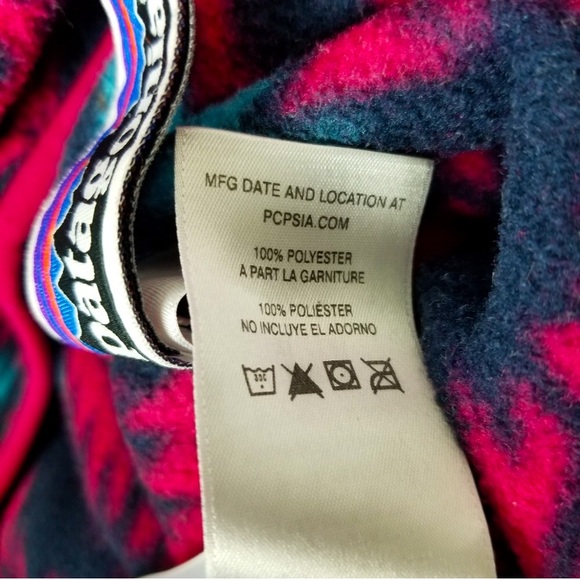 patagonia
MFG DATE AND LOCATION AT
PCPSIA.COM
100% POLYESTER
A PART LA GARNITURE
100% POLIÉSTER
NO INCLUYE EL ADORNO